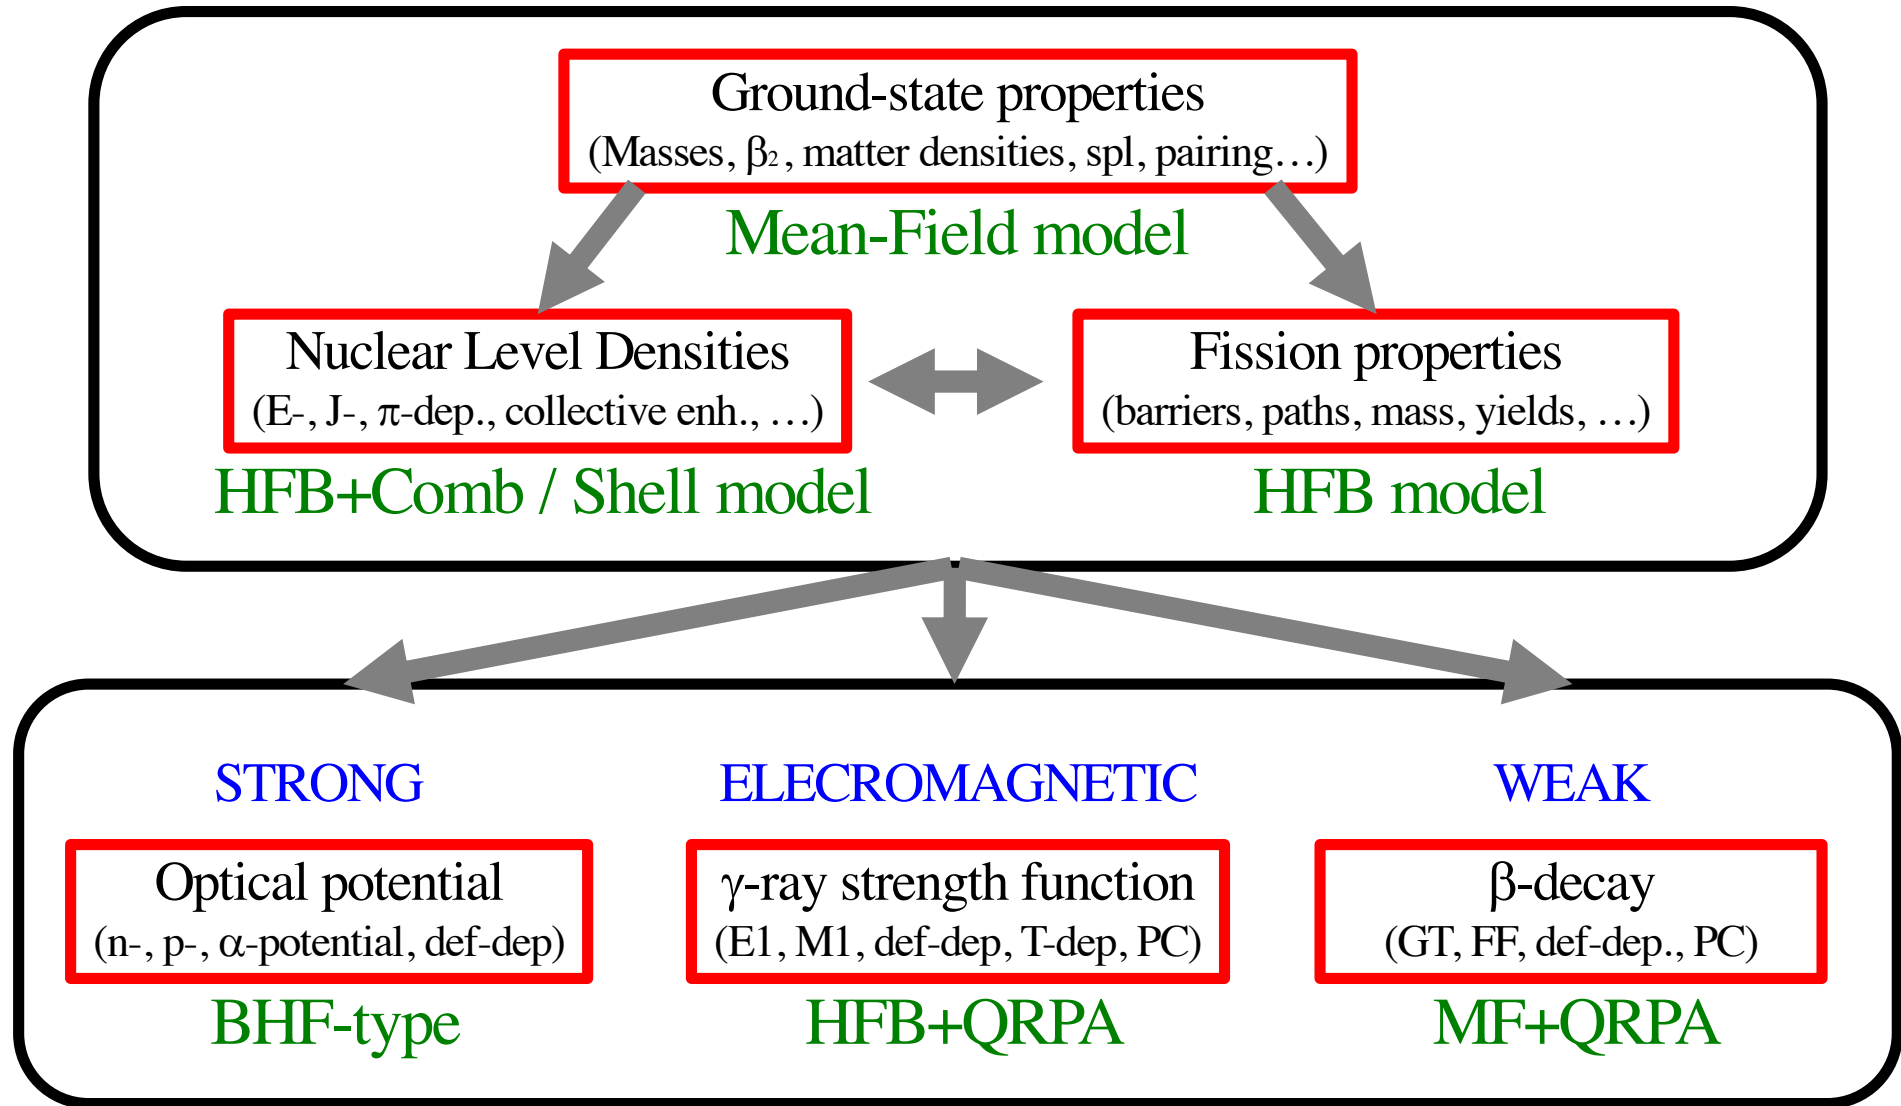 Ground-state properties
(Masses, β₂, matter densities, spl, pairing…)
Mean-Field model
Nuclear Level Densities
(E-, J-, π-dep., collective enh., …)
HFB+Comb / Shell model
Fission properties
(barriers, paths, mass, yields, …)
HFB model
STRONG
Optical potential
(n-, p-, α-potential, def-dep)
BHF-type
ELECROMAGNETIC
γ-ray strength function
(E1, M1, def-dep, T-dep, PC)
HFB+QRPA
WEAK
β-decay
(GT, FF, def-dep., PC)
MF+QRPA